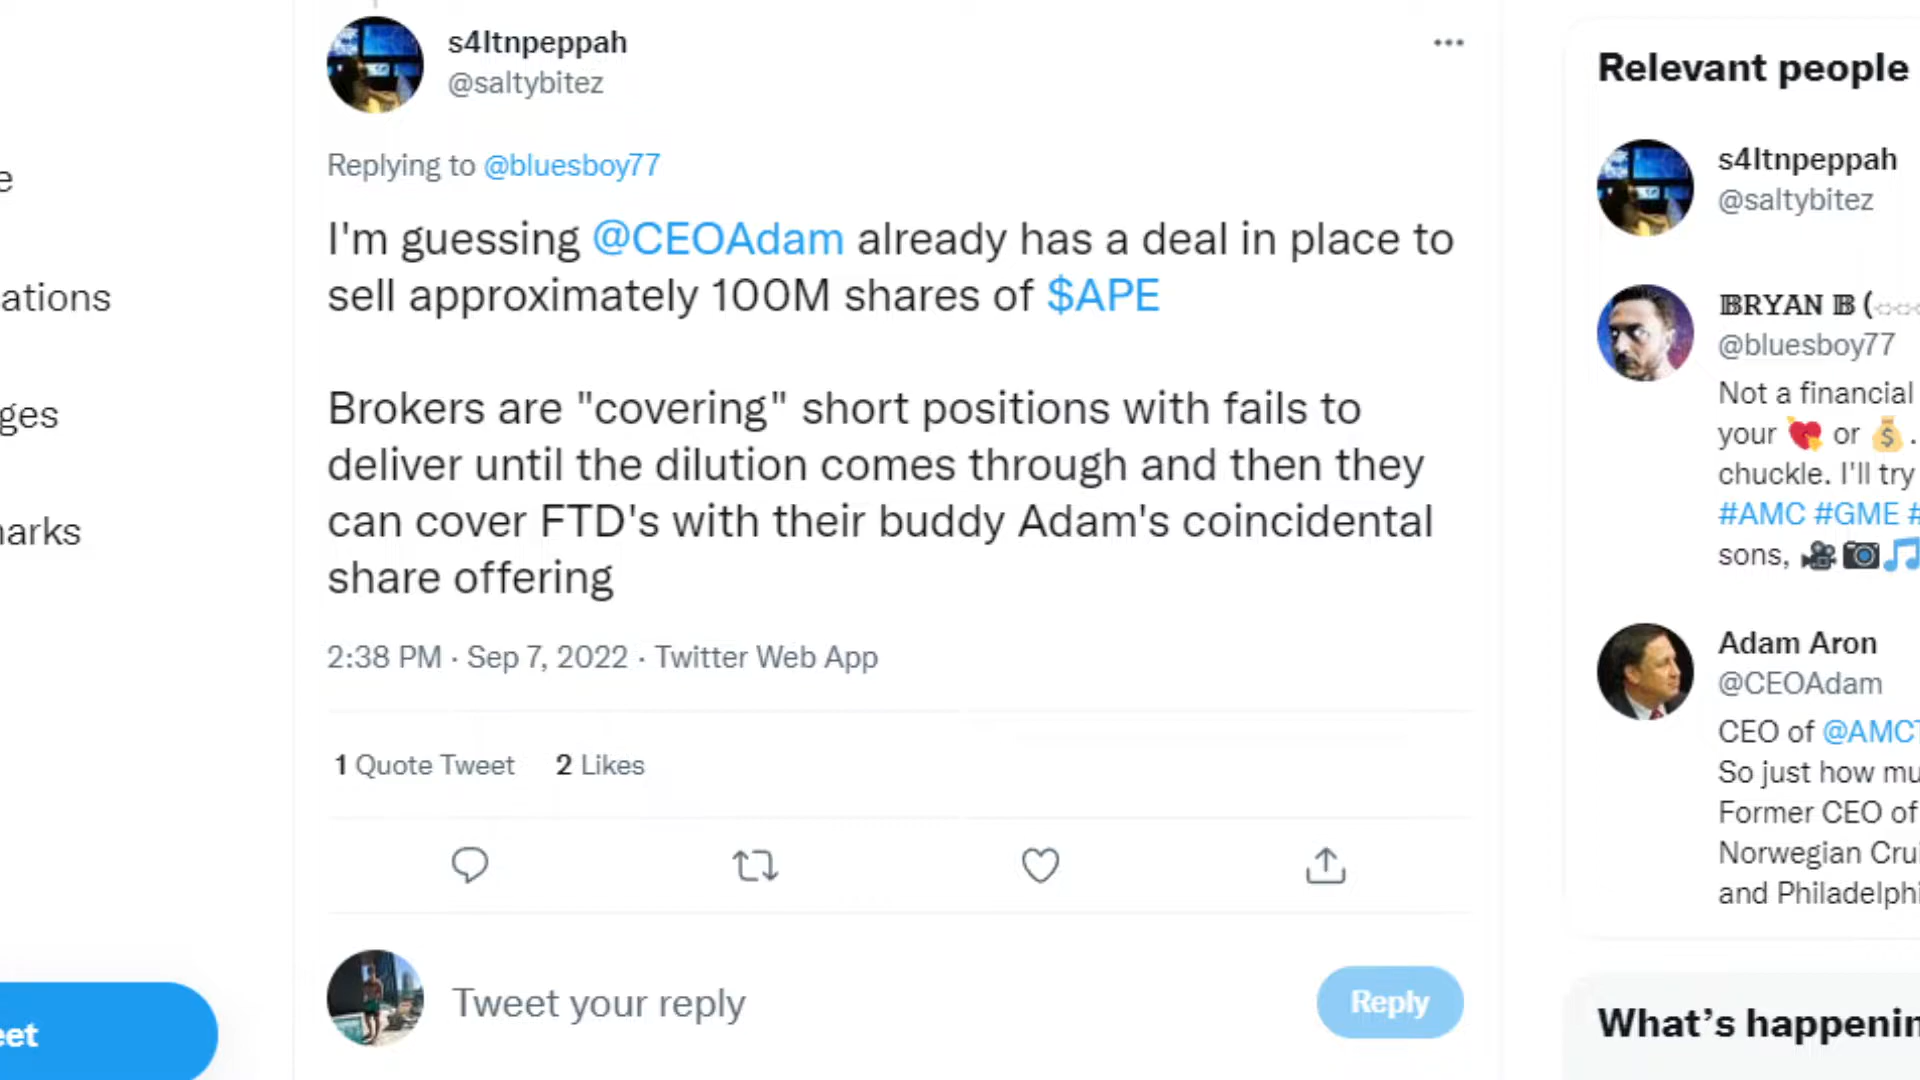 s4ltnpeppah
@saltybitez
Replying to @bluesboy77
I'm guessing @CEOAdam already has a deal in place to
sell approximately 100M shares of $APE
Brokers are "covering" short positions with fails to
deliver until the dilution comes through and then they
can cover FTD's with their buddy Adam's coincidental
share offering
2:38 PM · Sep 7, 2022 · Twitter Web App
1 Quote Tweet 2 Likes
Tweet your reply
Reply
e
ations
ges
arks
eet
Relevant people
s4ltnpeppah
@saltybitez
𝔹RYAN 𝔹 (
@bluesboy77
Not a financial
your 💘 or 💰.
chuckle. I'll try
#AMC #GME #
sons, 🎥📷🎵
Adam Aron
@CEOAdam
CEO of @AMCT
So just how mu
Former CEO of
Norwegian Crui
and Philadelphi
What's happenin